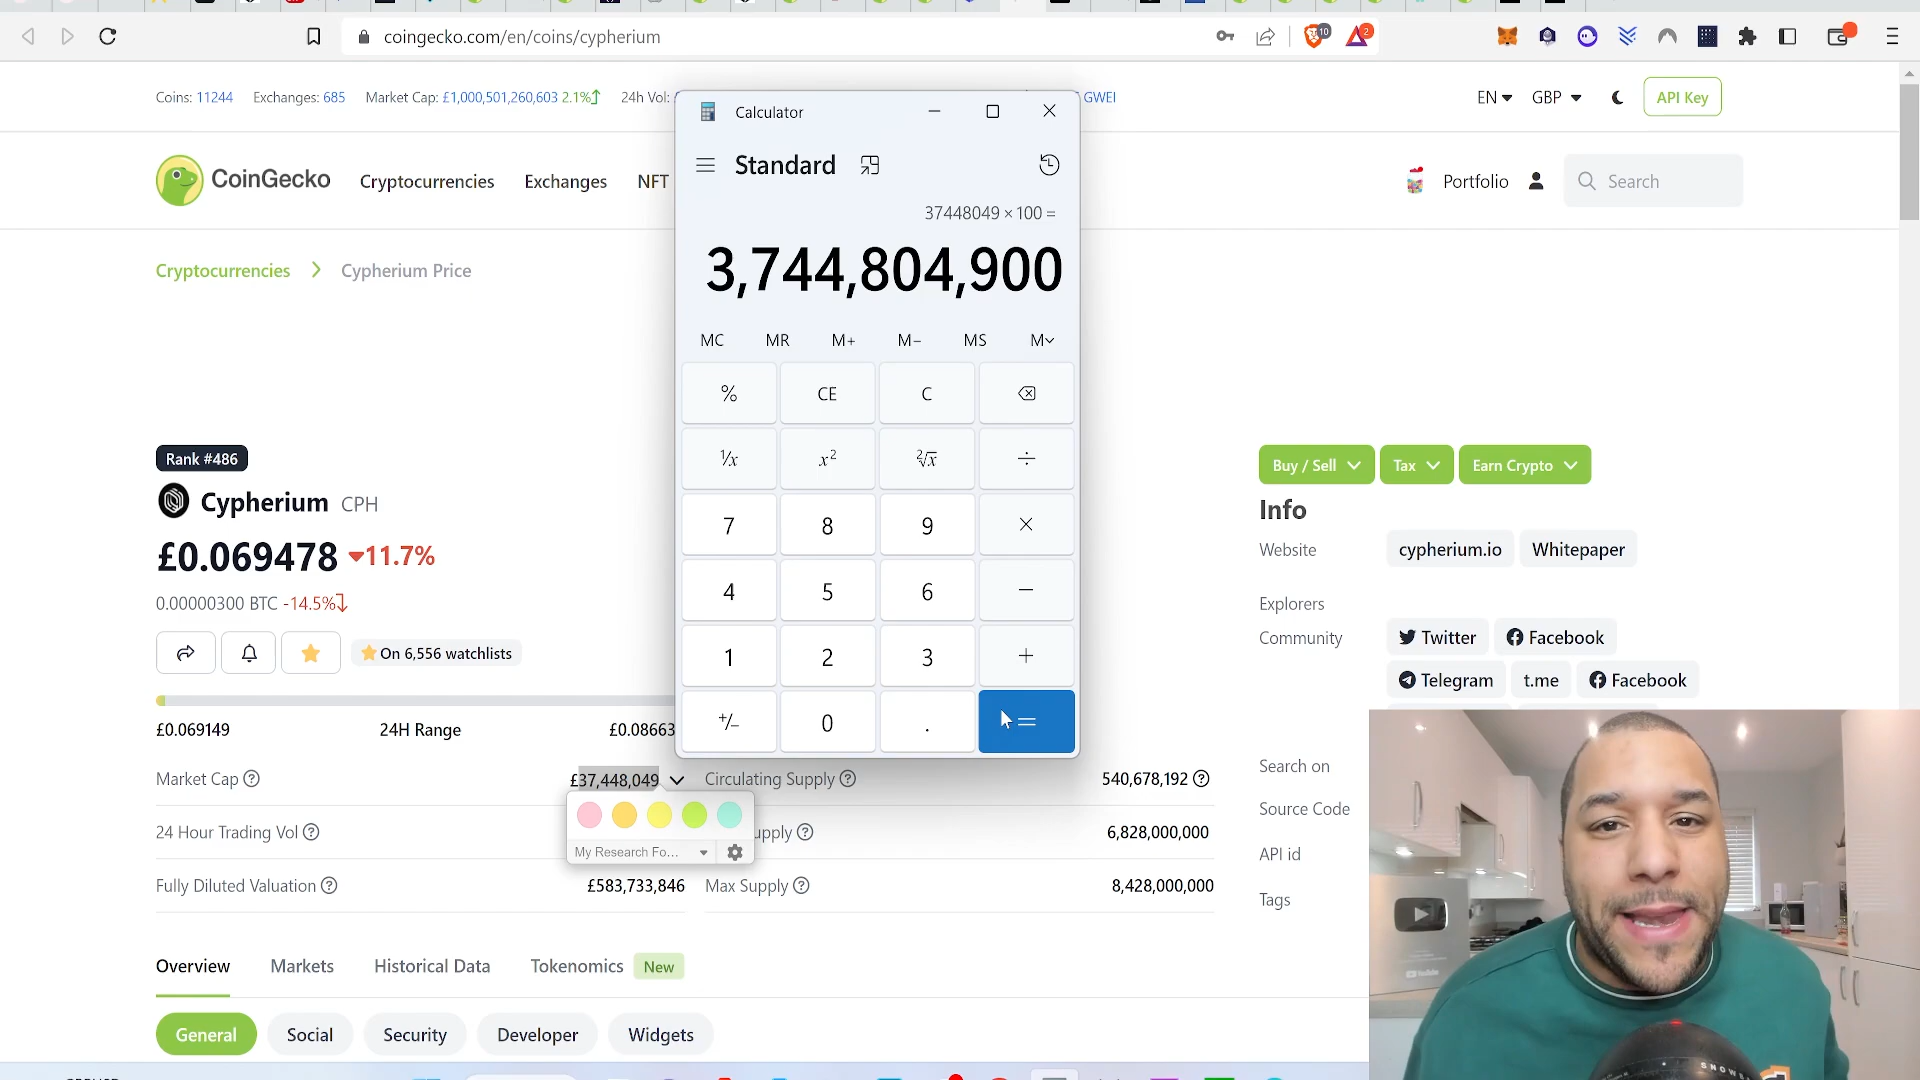 coingecko.com/en/coins/cypherium
10
2
Coins: 11244 Exchanges: 685 Market Cap: £1,000,501,260,603 2.1% 24h Vol:
GWEI
EN GBP API Key
CoinGecko Cryptocurrencies Exchanges NFT
Portfolio Search
Cryptocurrencies > Cypherium Price
Calculator
Standard
37448049 × 100 =
3,744,804,900
MC MR M+ M− MS M
% CE C
1/x x² ²√x ÷
7 8 9 ×
4 5 6 −
1 2 3 +
+/− 0 . =
Rank #486
Cypherium CPH
£0.069478 11.7%
0.00000300 BTC -14.5%
On 6,556 watchlists
£0.069149 24H Range £0.08663
Market Cap ? £37,448,049
24 Hour Trading Vol ?
Fully Diluted Valuation ? £583,733,846
My Research Fo...
Circulating Supply ? 540,678,192 ?
upply ? 6,828,000,000
Max Supply ? 8,428,000,000
Overview Markets Historical Data Tokenomics New
General Social Security Developer Widgets
Buy / Sell Tax Earn Crypto
Info
Website cypherium.io Whitepaper
Explorers
Community Twitter Facebook
Telegram t.me Facebook
Search on
Source Code
API id
Tags
YouTube
SNOW